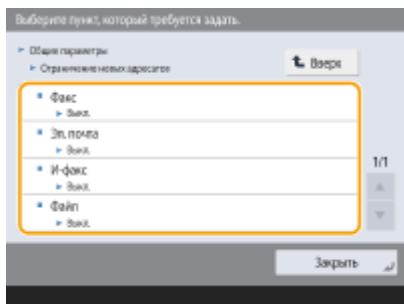 Выберите пункт, который требуется задать.
Общие параметры
Ограничение новых адресатов
Вверх
Факс
Выкл.
Эл. почта
Выкл.
И-факс
Выкл.
Файл
Выкл.
1/1
Закрыть